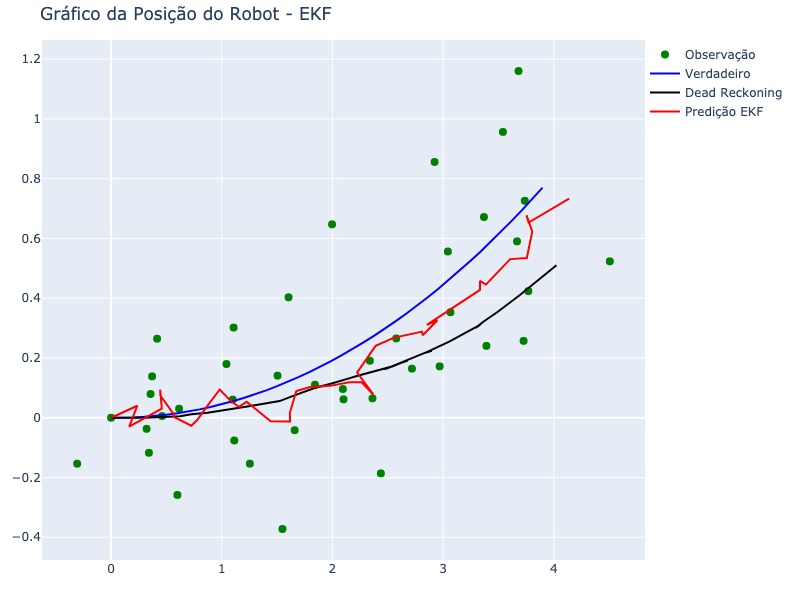 Gráfico da Posição do Robot - EKF
Observação
Verdadeiro
Dead Reckoning
Predição EKF
1.2
1
0.8
0.6
0.4
0.2
0
−0.2
−0.4
0 1 2 3 4